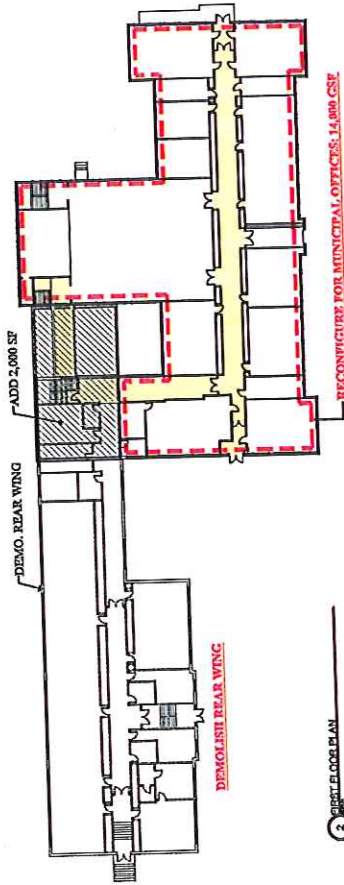 DEMO. REAR WING
ADD 2,000 SF
DEMOLISH REAR WING
RECONFIGURE FOR MUNICIPAL OFFICES: 14,000 GSF
2
FIRST FLOOR PLAN